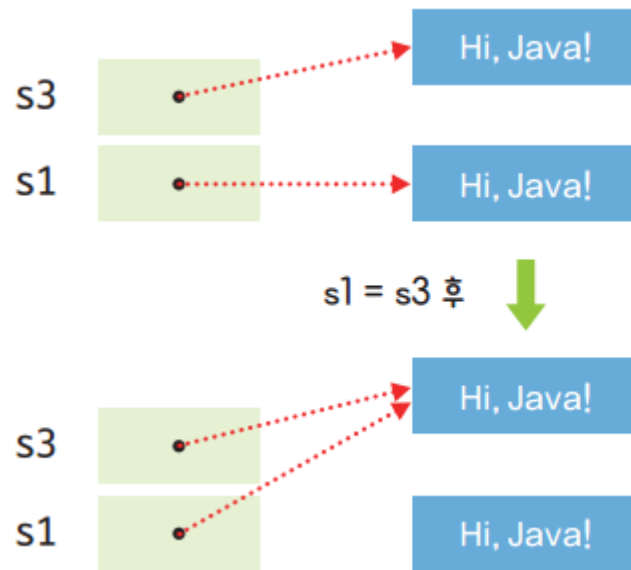 Hi, Java!
s3
s1
Hi, Java!
s1 = s3 후
Hi, Java!
s3
s1
Hi, Java!